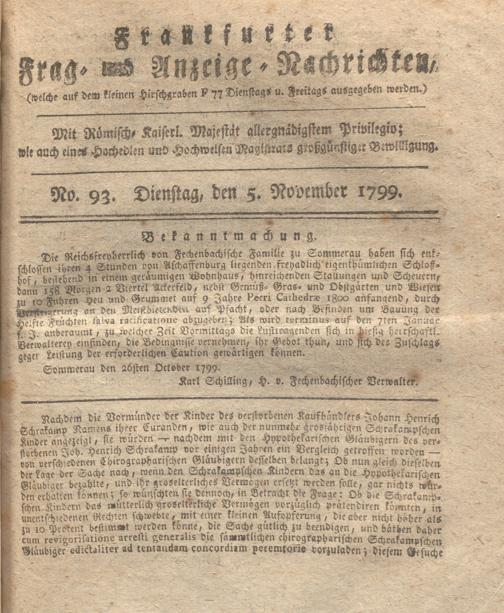 Frankfurter
Frag- und Anzeige-Nachrichten,
(welche auf dem kleinen Hirschgraben F 77 Dienstags u. Freitags ausgegeben werden.)
Mit Römisch-Kaiserl. Majestät allergnädigstem Privilegio;
wie auch eines Hochedlen und Hochweisen Magistrats großgünstiger Bewilligung.
No. 93. Dienstag, den 5. November 1799.
Bekanntmachung.
Die Reichsfreyherrlich von Fechenbachische Familie zu Sommerau haben sich ent-
schlossen ihren 4 Stunden von Aschaffenburg liegenden freyadlich eigenthümlichen Schloß-
hof, bestehend in einem geräumigen Wohnhaus, hinreichenden Stallungen und Scheuern,
dann 158 Morgen 2 Viertel Ackerfeld, nebst Gemüß- Gras- und Obstgärten und Wiesen
zu 10 Fuhren Heu und Grummet auf 9 Jahre Petri Cathedræ 1800 anfangend, durch
Versteigerung an den Meistbietenden auf Pfacht, oder nach Befinden um Bauung der
Helfte Früchten salva ratificatione abzugeben; Als wird terminus auf den 7ten Januar
f. J. anberaumt, zu welcher Zeit Vormittags die Lusttragenden sich in hiesig herrschaftl.
Verwalterey einfinden, die Bedingnisse vernehmen, ihr Gebot thun, und sich des Zuschlags
gegen Leistung der erforderlichen Caution gewärtigen können.
Sommerau den 26sten October 1799.
Karl Schilling, H. v. Fechenbachischer Verwalter.
Nachdem die Vormünder der Kinder des verstorbenen Kaufhändlers Johann Henrich
Schrakamp Namens ihrer Curanden, wie auch der nunmehr großjährigen Schrakampschen
Kinder angezeigt, sie würden — nachdem mit den Hypothekarischen Gläubigern des ver-
storbenen Joh. Henrich Schrakamp vor einigen Jahren ein Vergleich getroffen worden —
von verschiedenen Chirographarischen Gläubigern desselben belangt; Ob nun gleich dieselben
der Lage der Sache nach, wenn den Schrakampschen Kindern das an die Hypothekarischen
Gläubiger bezahlte, und ihr großelterliches Vermögen ersetzt werden solle, gar nichts wür-
den erhalten können; so wünschten sie dennoch, in Betracht die Frage: Ob die Schrakamp-
schen Kinder das mütterlich großelterliche Vermögen vorzüglich prätendiren könnten, in
unentschiedenen Rechten schwebe, mit einer kleinen Aufopferung, die aber nicht höher als
zu 10 Procent bestimmt werden könne, die Sache gütlich zu beendigen, und bäthen daher
cum revigoritatione arresti generalis die sämmtlichen chirographarischen Schrakampschen
Gläubiger edictaliter ad tentandam concordiam peremtorie vorzuladen; diesem Gesuche